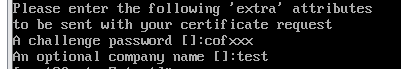 Please enter the following 'extra' attributes
to be sent with your certificate request
A challenge password []:cofxxx
An optional company name []:test